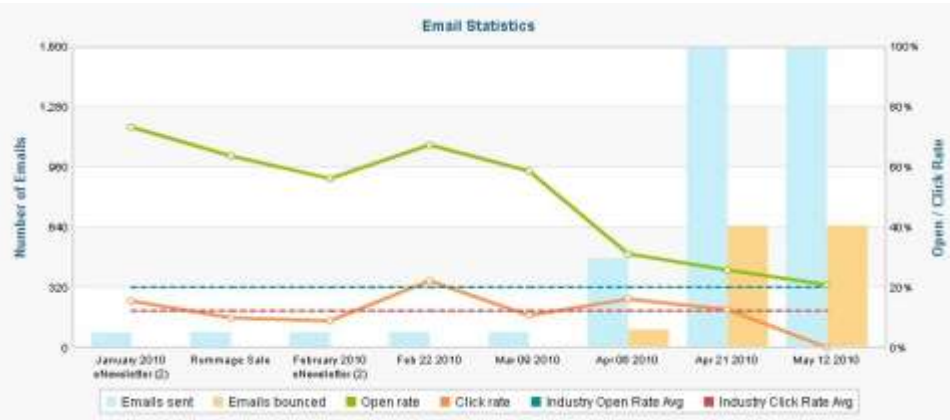 Email Statistics
1,600
1,280
960
640
320
0
Number of Emails
100%
80%
60%
40%
20%
0%
Open / Click Rate
January 2010
eNewsletter (2)
Rummage Sale
February 2010
eNewsletter (2)
Feb 22 2010
Mar 09 2010
Apr 08 2010
Apr 21 2010
May 12 2010
Emails sent
Emails bounced
Open rate
Click rate
Industry Open Rate Avg
Industry Click Rate Avg